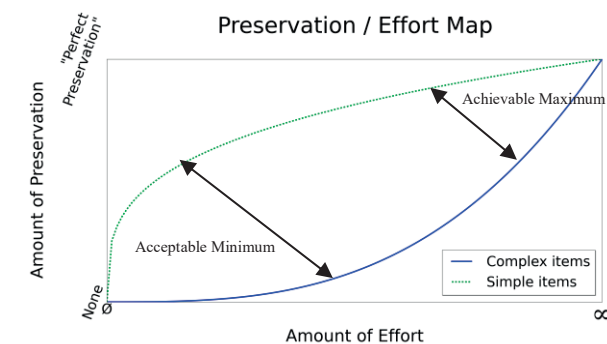 Preservation / Effort Map
"Perfect
Preservation"
Amount of Preservation
Achievable Maximum
Acceptable Minimum
Complex items
Simple items
None
Ø
∞
Amount of Effort